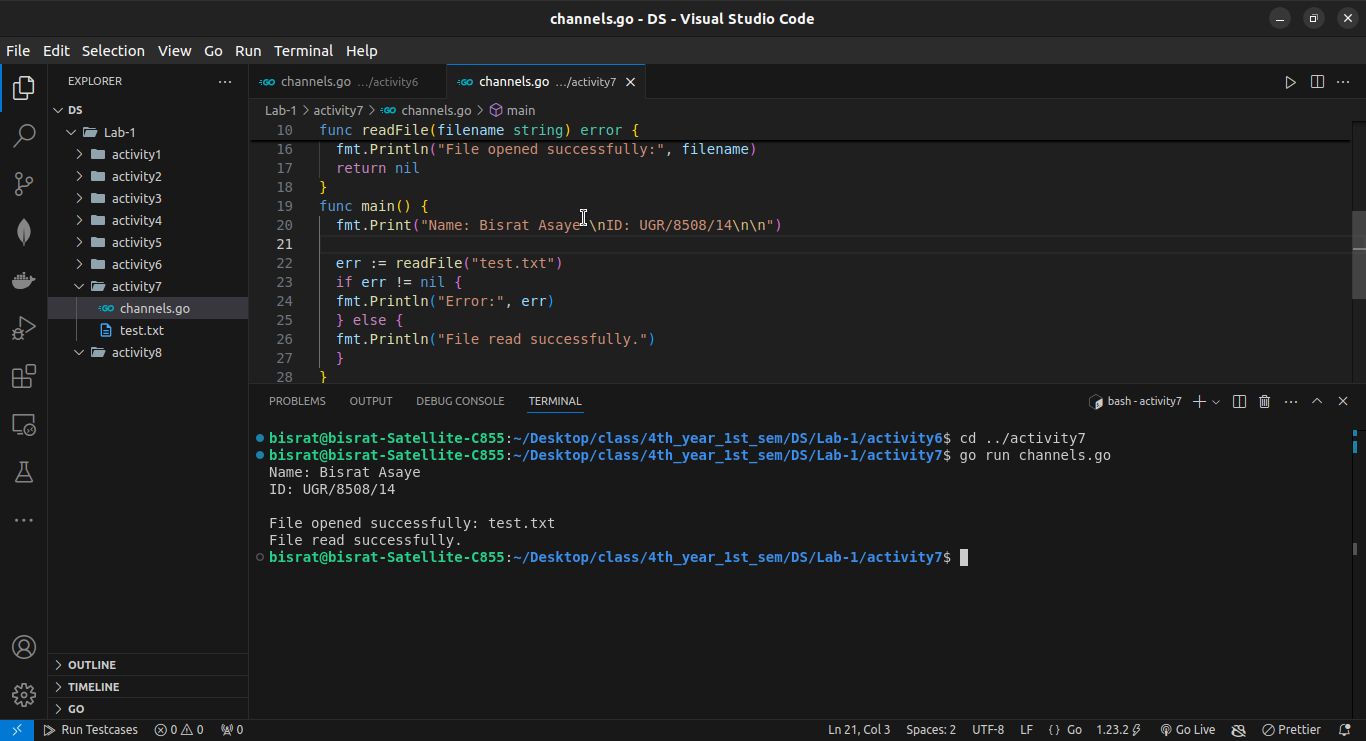 channels.go - DS - Visual Studio Code
File Edit Selection View Go Run Terminal Help
EXPLORER
DS
Lab-1
activity1
activity2
activity3
activity4
activity5
activity6
activity7
channels.go
test.txt
activity8
OUTLINE
TIMELINE
GO
channels.go .../activity6
channels.go .../activity7
Lab-1 > activity7 > channels.go > main
10 func readFile(filename string) error {
16 fmt.Println("File opened successfully:", filename)
17 return nil
18 }
19 func main() {
20 fmt.Print("Name: Bisrat Asaye \nID: UGR/8508/14\n\n")
21
22 err := readFile("test.txt")
23 if err != nil {
24 fmt.Println("Error:", err)
25 } else {
26 fmt.Println("File read successfully.")
27 }
28 }
PROBLEMS OUTPUT DEBUG CONSOLE TERMINAL
bash - activity7
bisrat@bisrat-Satellite-C855:~/Desktop/class/4th_year_1st_sem/DS/Lab-1/activity6$ cd ../activity7
bisrat@bisrat-Satellite-C855:~/Desktop/class/4th_year_1st_sem/DS/Lab-1/activity7$ go run channels.go
Name: Bisrat Asaye
ID: UGR/8508/14
File opened successfully: test.txt
File read successfully.
bisrat@bisrat-Satellite-C855:~/Desktop/class/4th_year_1st_sem/DS/Lab-1/activity7$
Run Testcases 0 0 0 Ln 21, Col 3 Spaces: 2 UTF-8 LF {} Go 1.23.2 Go Live Prettier